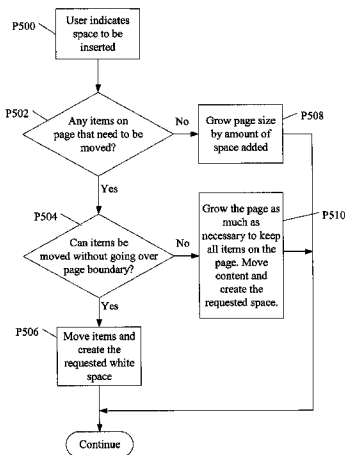 P500
User indicates
space to be
inserted
P502
Any items on
page that need to be
moved?
No
P508
Grow page size
by amount of
space added
Yes
P504
Can items be
moved without going over
page boundary?
No
P510
Grow the page as
much as
necessary to keep
all items on the
page. Move
content and
create the
requested space.
Yes
P506
Move items and
create the
requested white
space
Continue